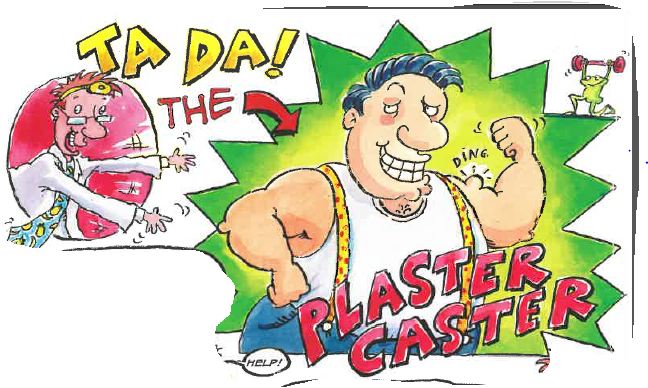 TA DA!
THE
DING
PLASTER
CASTER
HELP!